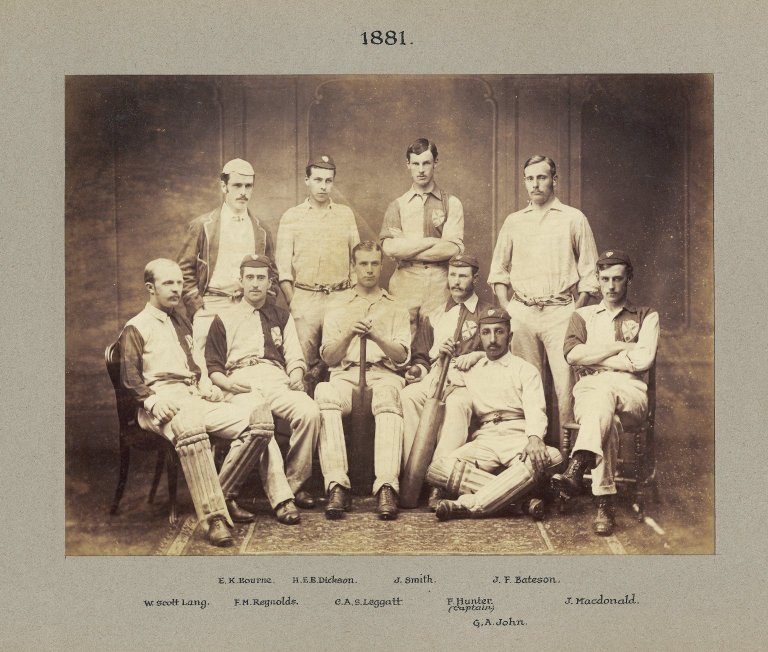 1881.
E. K. Bourne. H. E. E. Dickson. J. Smith. J. F. Bateson.
W. Scott Lang. F. M. Reynolds. C. A. S. Leggatt F. Hunter. J. Macdonald.
(Captain)
G. A. John.